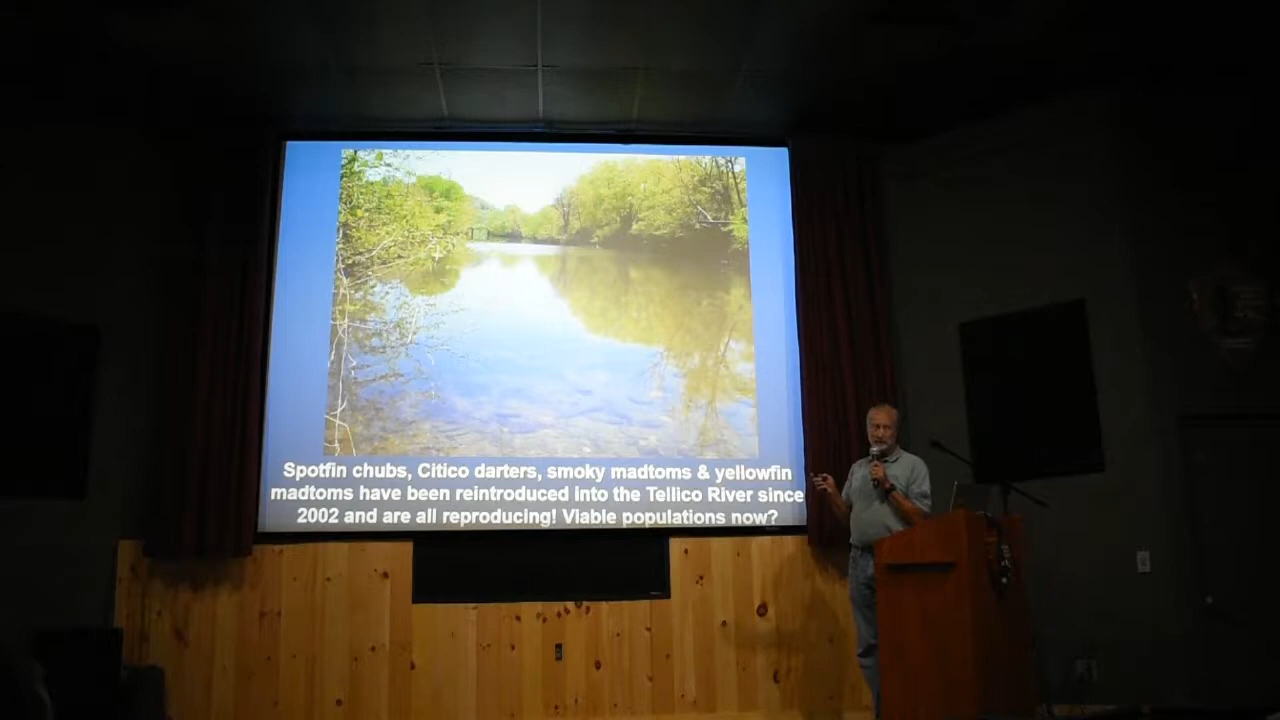 Spotfin chubs, Citico darters, smoky madtoms & yellowfin
madtoms have been reintroduced into the Tellico River since
2002 and are all reproducing! Viable populations now?